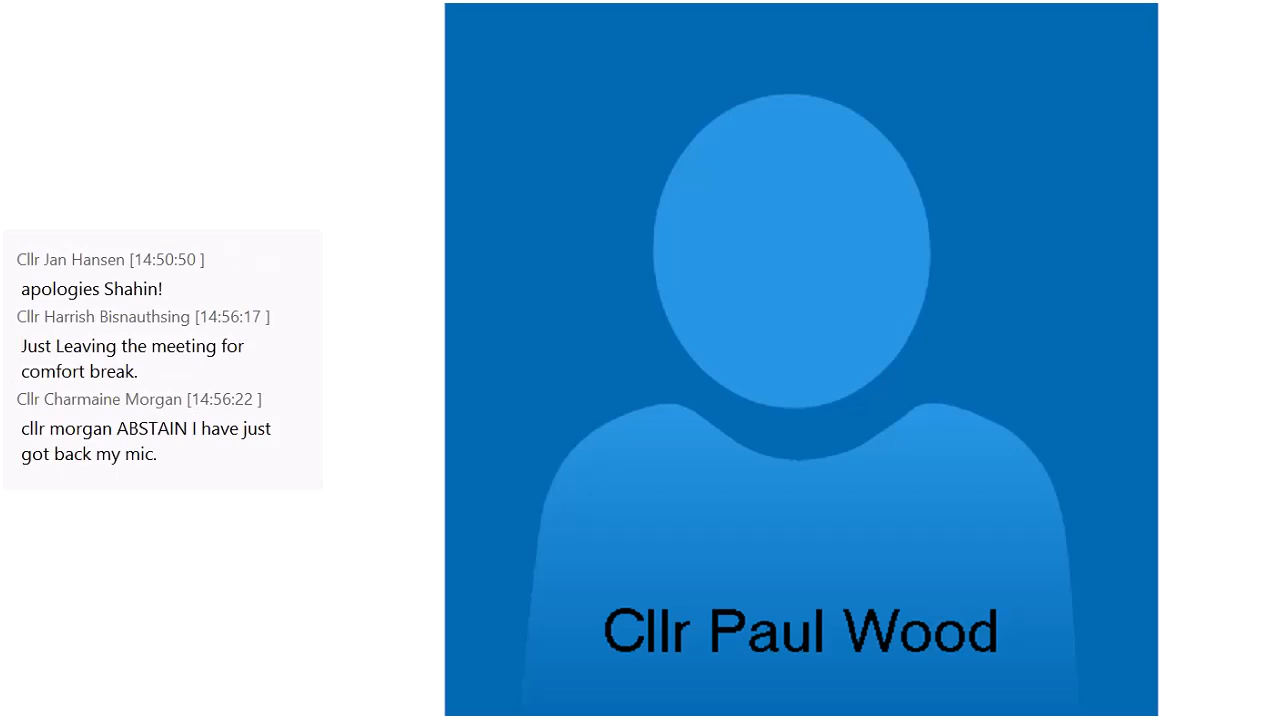 Cllr Jan Hansen [14:50:50 ]
apologies Shahin!
Cllr Harrish Bisnauthsing [14:56:17 ]
Just Leaving the meeting for
comfort break.
Cllr Charmaine Morgan [14:56:22 ]
cllr morgan ABSTAIN I have just
got back my mic.
Cllr Paul Wood